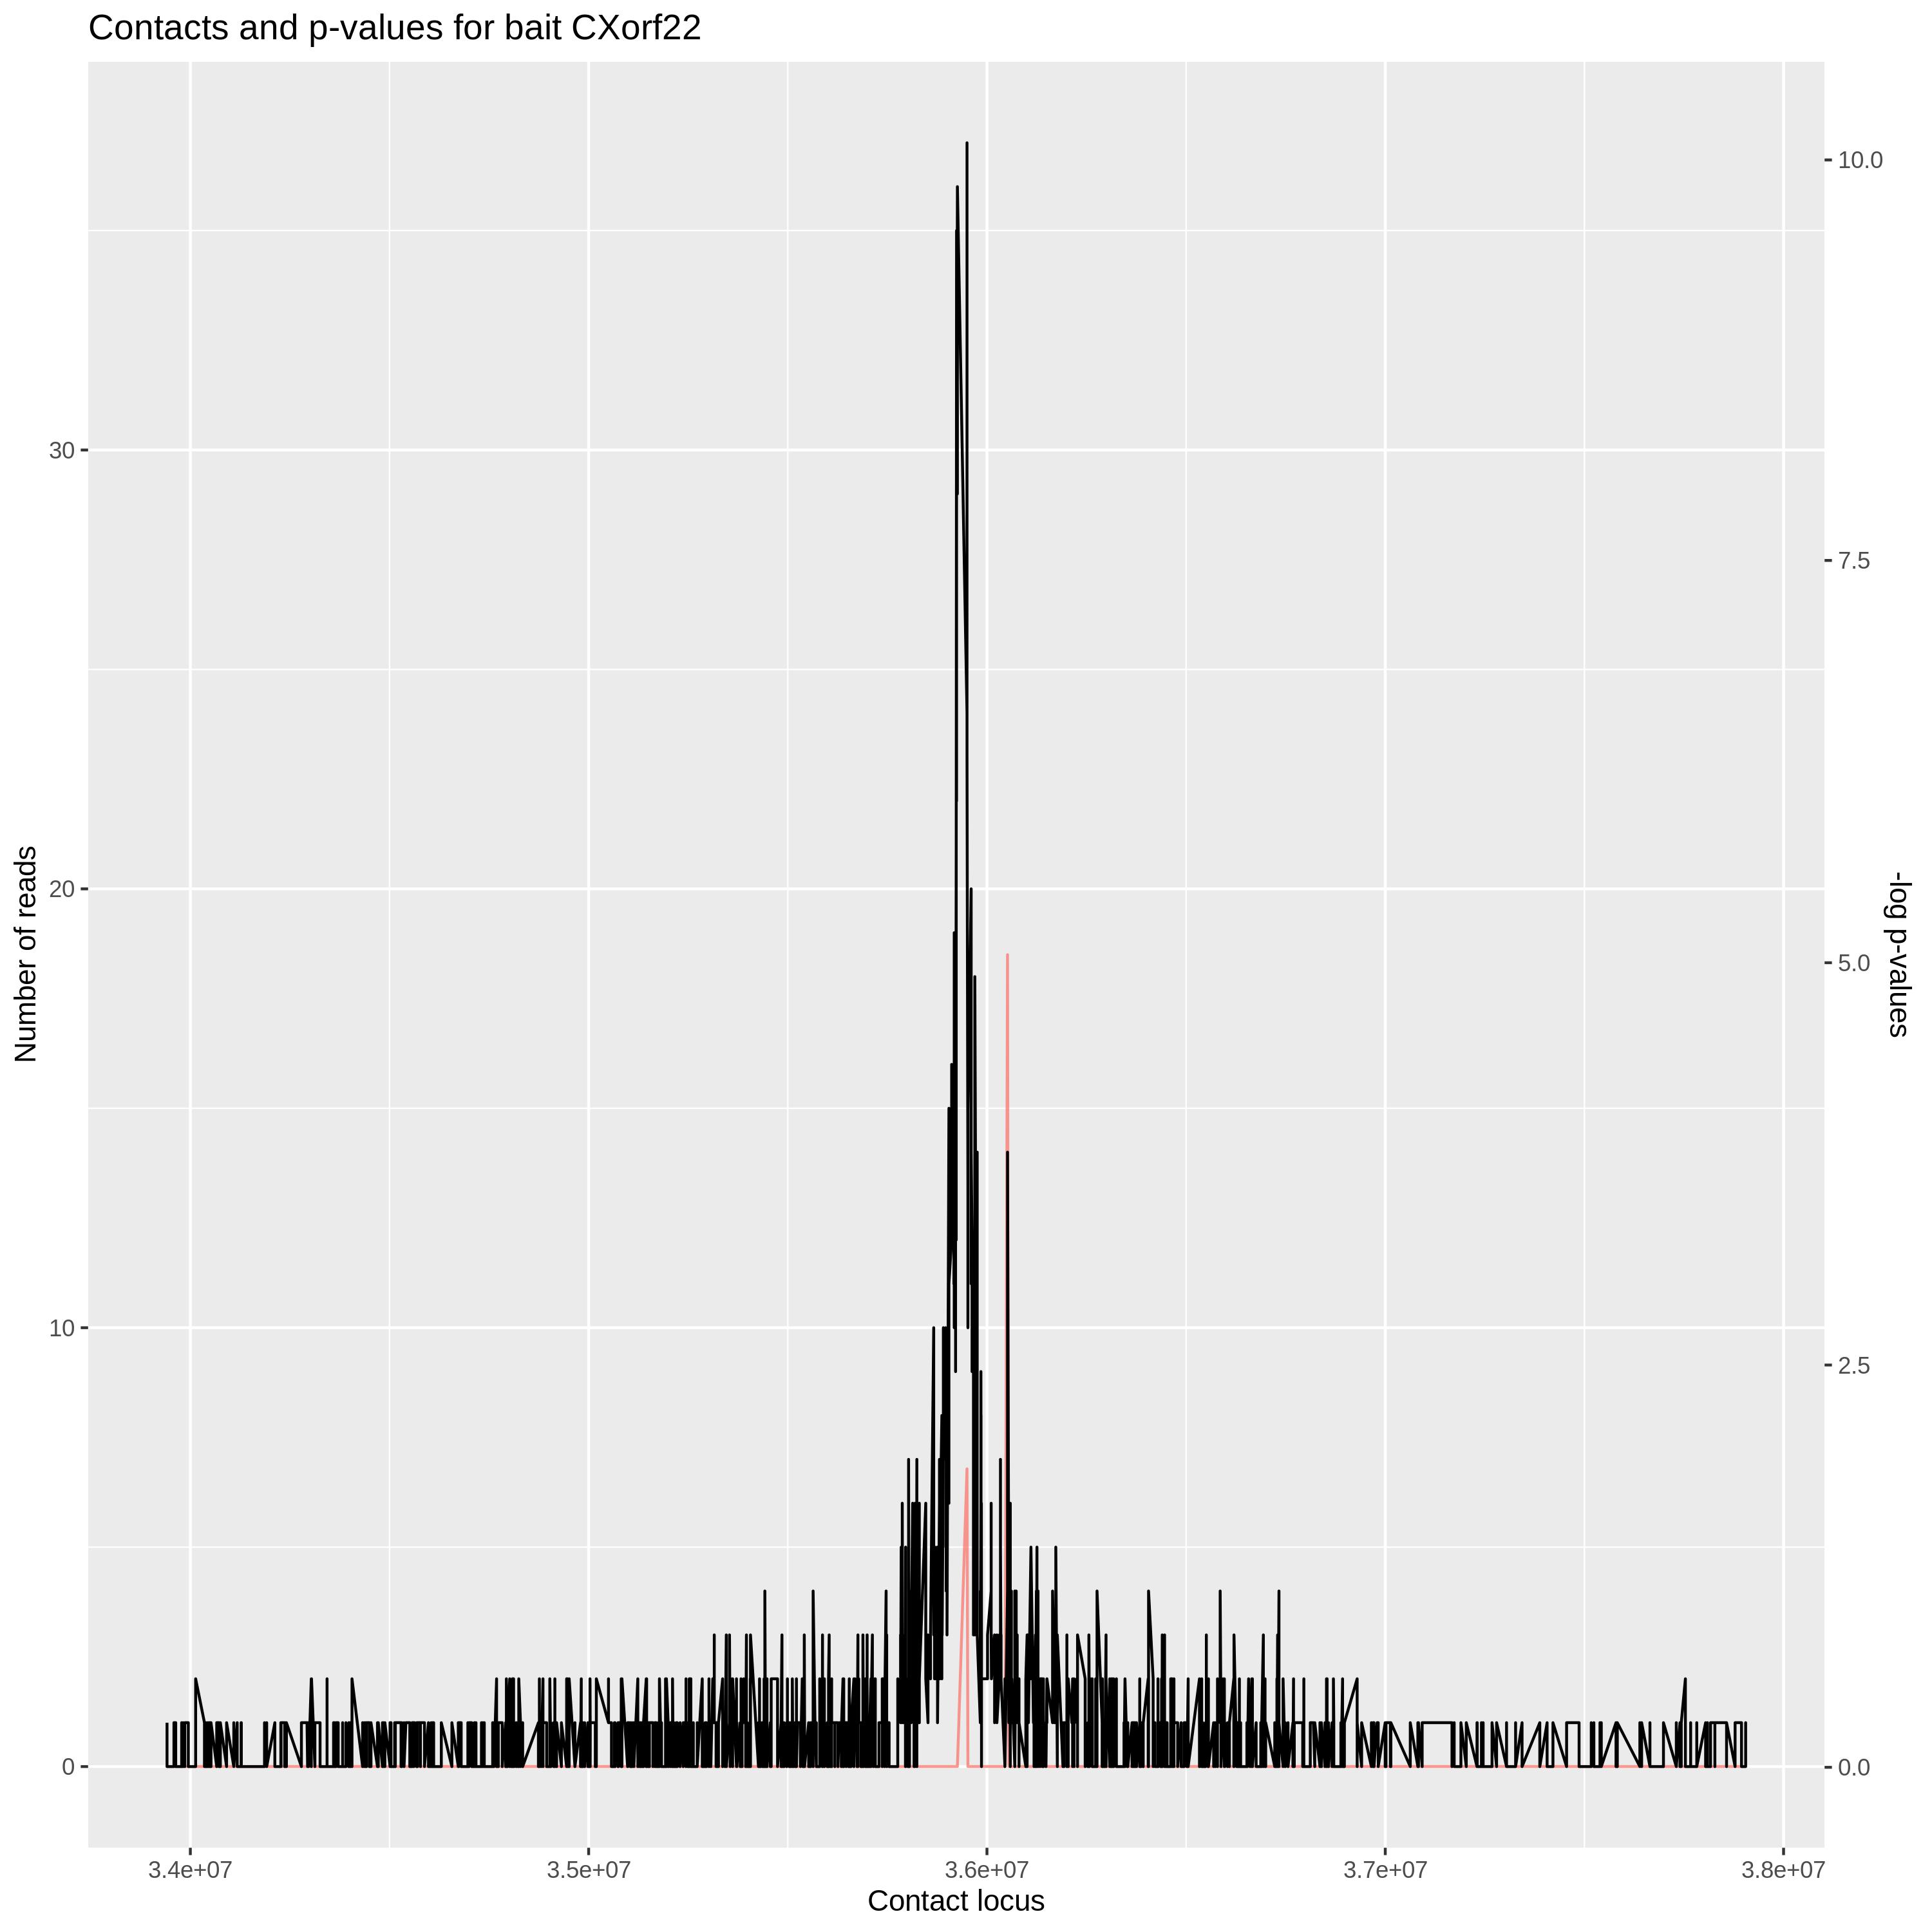 Contacts and p-values for bait CXorf22
Number of reads
30
20
10
0
10.0
7.5
5.0
2.5
0.0
-log p-values
3.4e+07
3.5e+07
3.6e+07
3.7e+07
3.8e+07
Contact locus